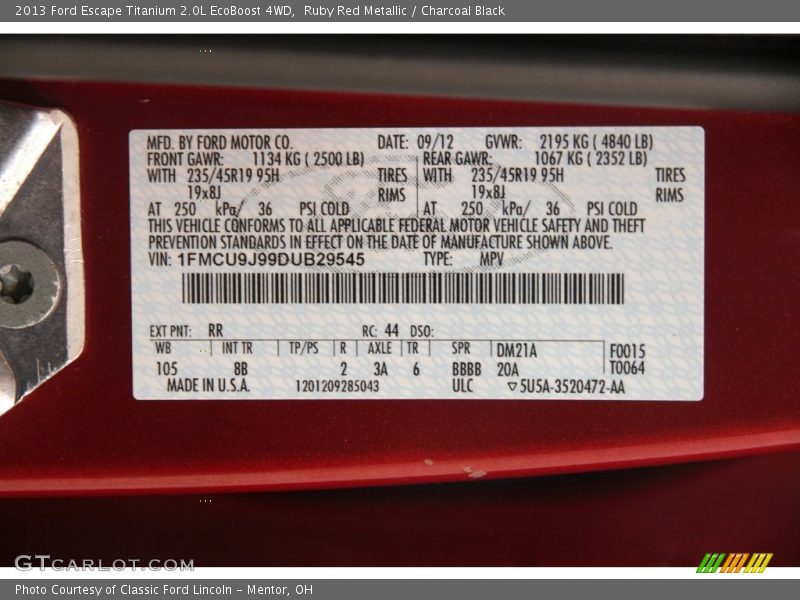 2013 Ford Escape Titanium 2.0L EcoBoost 4WD,  Ruby Red Metallic / Charcoal Black
MFD. BY FORD MOTOR CO. DATE: 09/12 GVWR: 2195 KG ( 4840 LB)
FRONT GAWR: 1134 KG ( 2500 LB) REAR GAWR: 1067 KG ( 2352 LB)
WITH 235/45R19 95H TIRES WITH 235/45R19 95H TIRES
19x8J RIMS 19x8J RIMS
AT 250 kPa/ 36 PSI COLD AT 250 kPa/ 36 PSI COLD
THIS VEHICLE CONFORMS TO ALL APPLICABLE FEDERAL MOTOR VEHICLE SAFETY AND THEFT
PREVENTION STANDARDS IN EFFECT ON THE DATE OF MANUFACTURE SHOWN ABOVE.
VIN: 1FMCU9J99DUB29545 TYPE: MPV
EXT PNT: RR RC: 44 DSO:
WB INT TR TP/PS R AXLE TR SPR DM21A F0015
105 8B 2 3A 6 BBBB 20A T0064
MADE IN U.S.A. 1201209285043 ULC ▽5U5A-3520472-AA
GTcarlot.com
Photo Courtesy of Classic Ford Lincoln - Mentor, OH